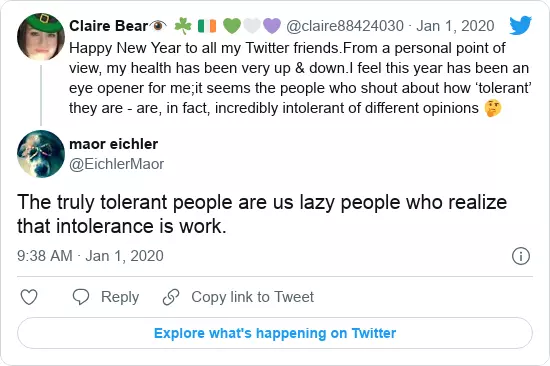 Claire Bear👁️ ☘️ 🇮🇪 💚🤍💜 @claire88424030 · Jan 1, 2020
Happy New Year to all my Twitter friends.From a personal point of
view, my health has been very up & down.I feel this year has been an
eye opener for me;it seems the people who shout about how ‘tolerant’
they are - are, in fact, incredibly intolerant of different opinions 🤔
maor eichler
@EichlerMaor
The truly tolerant people are us lazy people who realize
that intolerance is work.
9:38 AM · Jan 1, 2020
Reply
Copy link to Tweet
Explore what's happening on Twitter